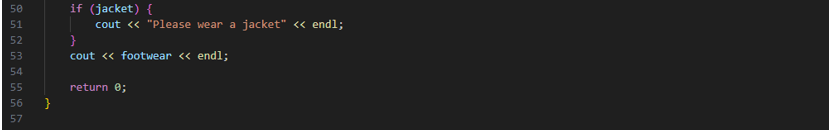 50 if (jacket) {
51 cout << "Please wear a jacket" << endl;
52 }
53 cout << footwear << endl;
54
55 return 0;
56 }
57